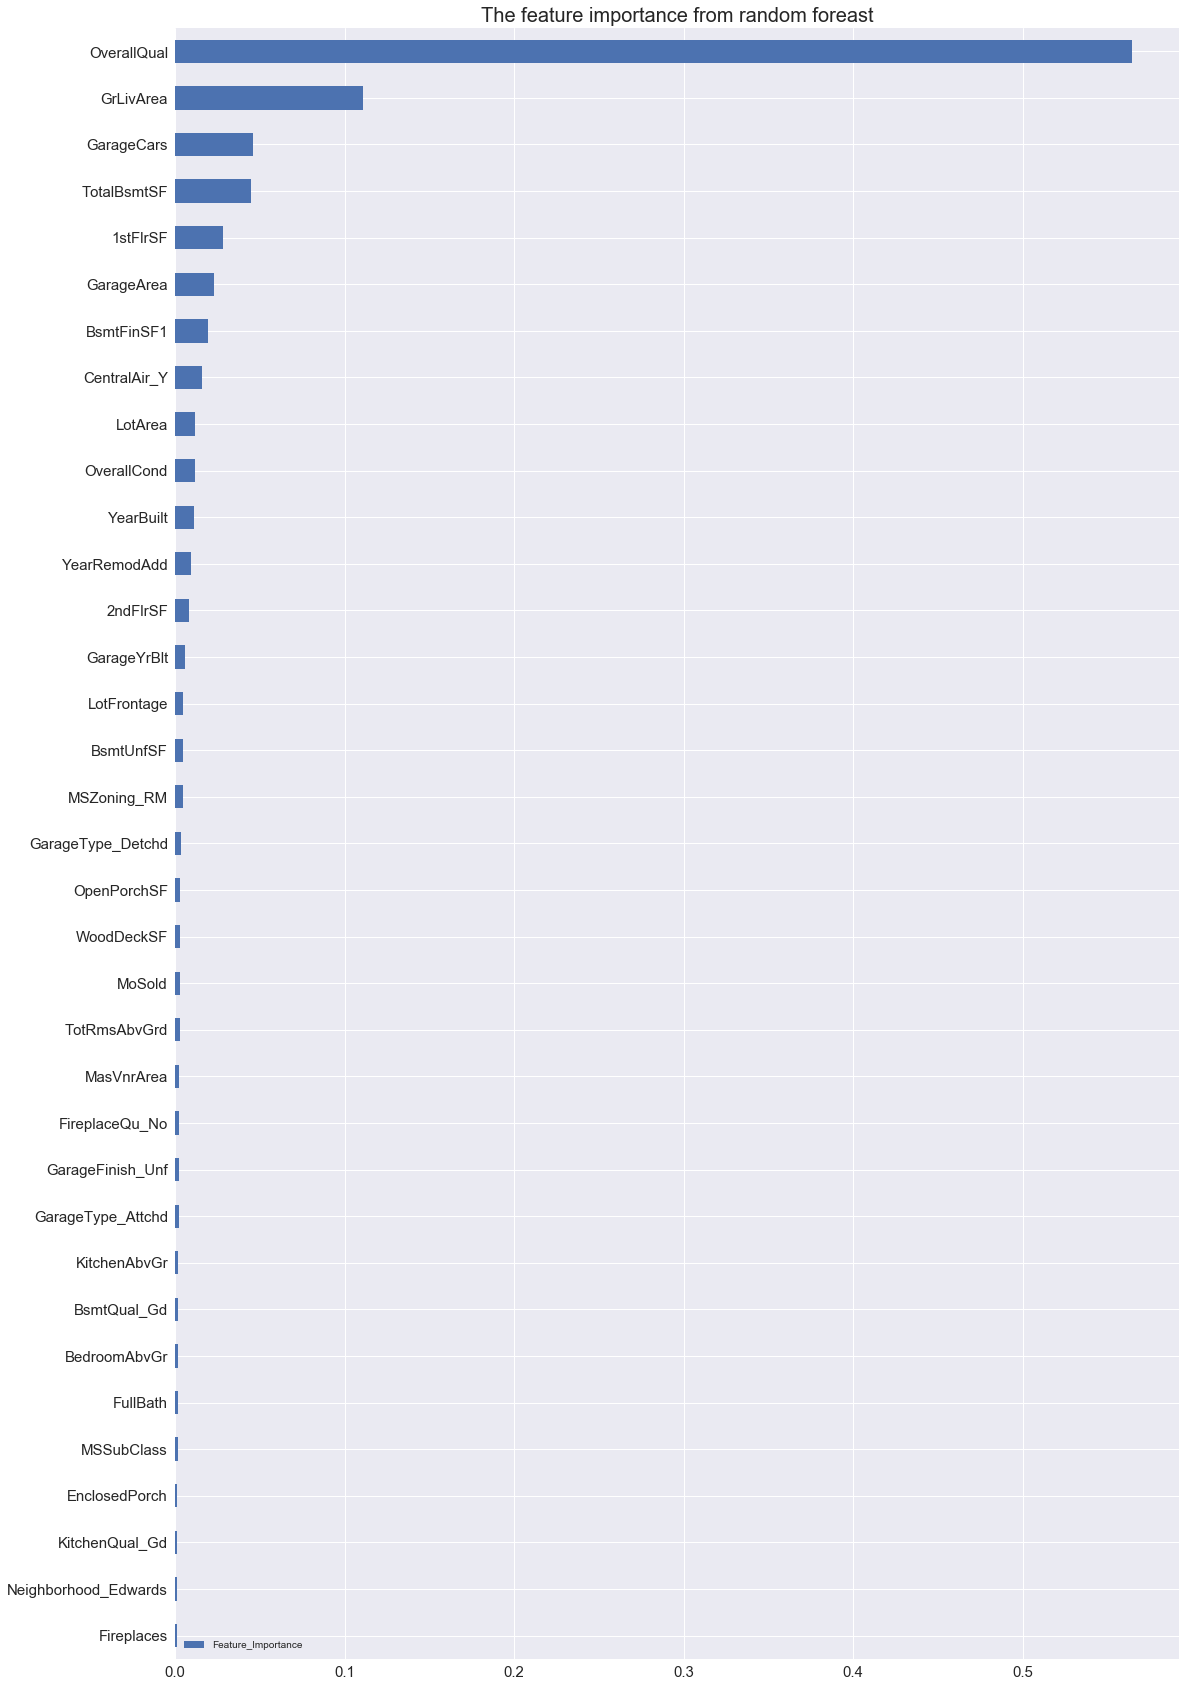 The feature importance from random foreast
OverallQual
GrLivArea
GarageCars
TotalBsmtSF
1stFlrSF
GarageArea
BsmtFinSF1
CentralAir_Y
LotArea
OverallCond
YearBuilt
YearRemodAdd
2ndFlrSF
GarageYrBlt
LotFrontage
BsmtUnfSF
MSZoning_RM
GarageType_Detchd
OpenPorchSF
WoodDeckSF
MoSold
TotRmsAbvGrd
MasVnrArea
FireplaceQu_No
GarageFinish_Unf
GarageType_Attchd
KitchenAbvGr
BsmtQual_Gd
BedroomAbvGr
FullBath
MSSubClass
EnclosedPorch
KitchenQual_Gd
Neighborhood_Edwards
Fireplaces
Feature_Importance
0.0 0.1 0.2 0.3 0.4 0.5